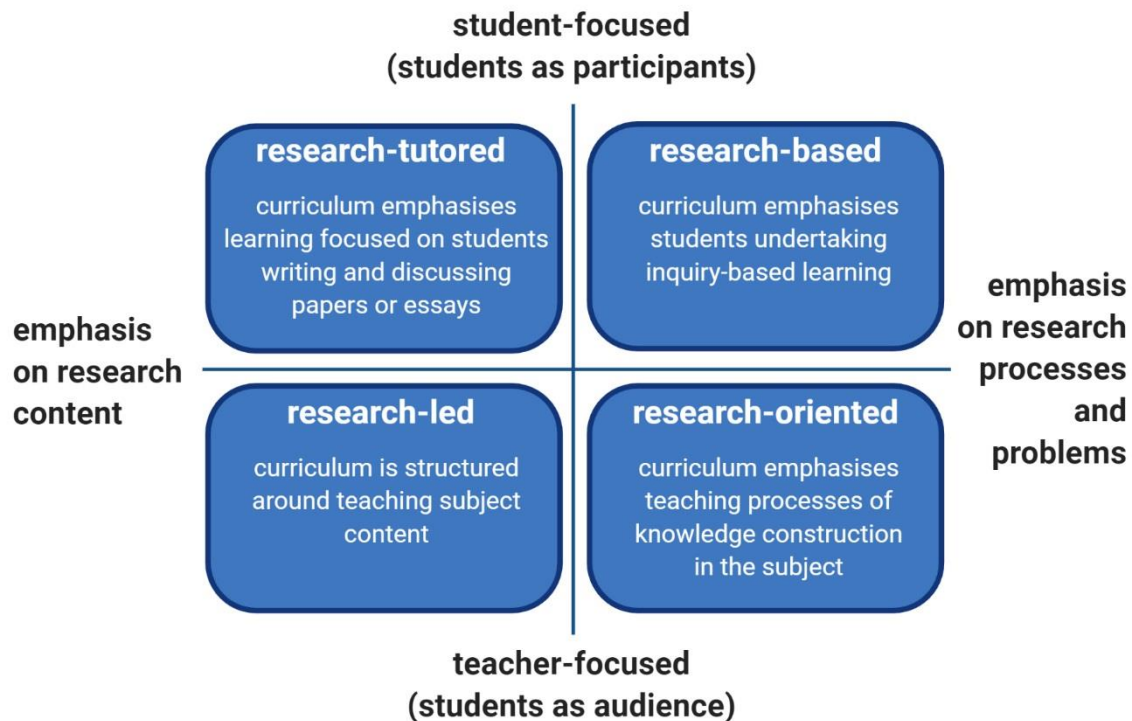 student-focused
(students as participants)
research-tutored
curriculum emphasises
learning focused on students
writing and discussing
papers or essays
research-based
curriculum emphasises
students undertaking
inquiry-based learning
emphasis
on research
content
emphasis
on research
processes
and
problems
research-led
curriculum is structured
around teaching subject
content
research-oriented
curriculum emphasises
teaching processes of
knowledge construction
in the subject
teacher-focused
(students as audience)